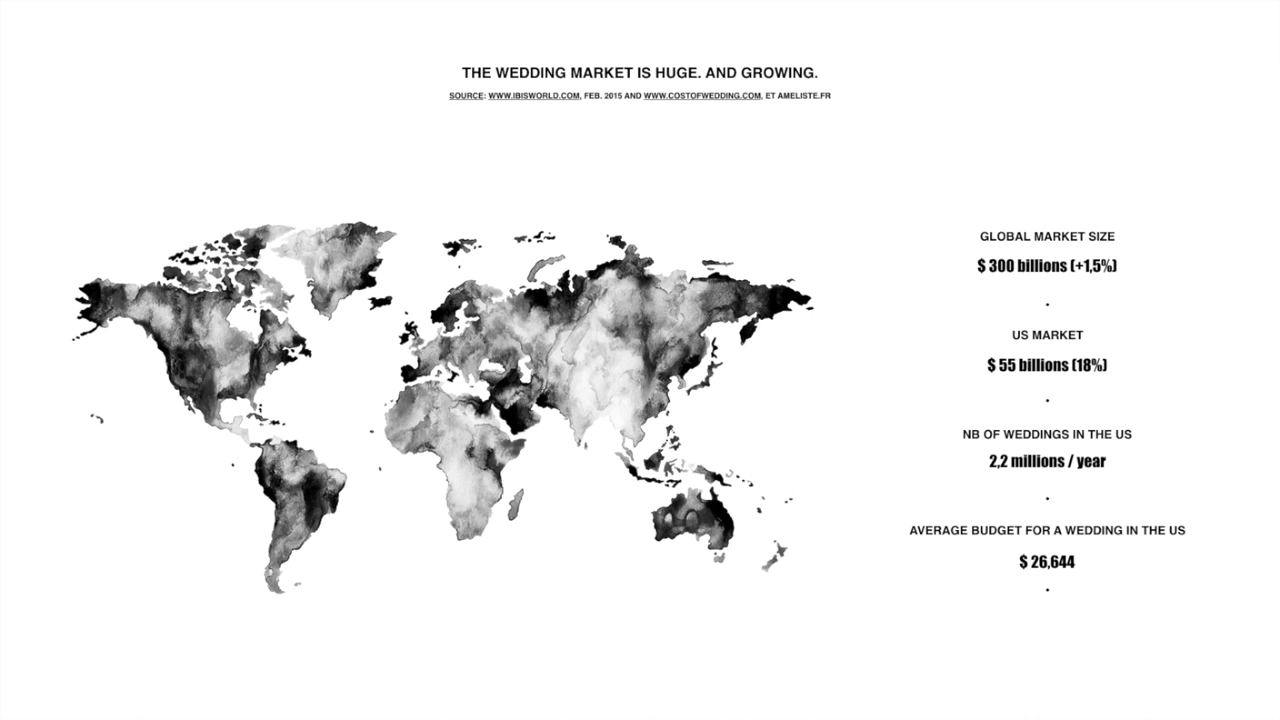 THE WEDDING MARKET IS HUGE. AND GROWING.
SOURCE: WWW.IBISWORLD.COM, FEB. 2015 AND WWW.COSTOFWEDDING.COM, ET AMELISTE.FR
GLOBAL MARKET SIZE
$ 300 billions (+1,5%)
US MARKET
$ 55 billions (18%)
NB OF WEDDINGS IN THE US
2,2 millions / year
AVERAGE BUDGET FOR A WEDDING IN THE US
$ 26,644